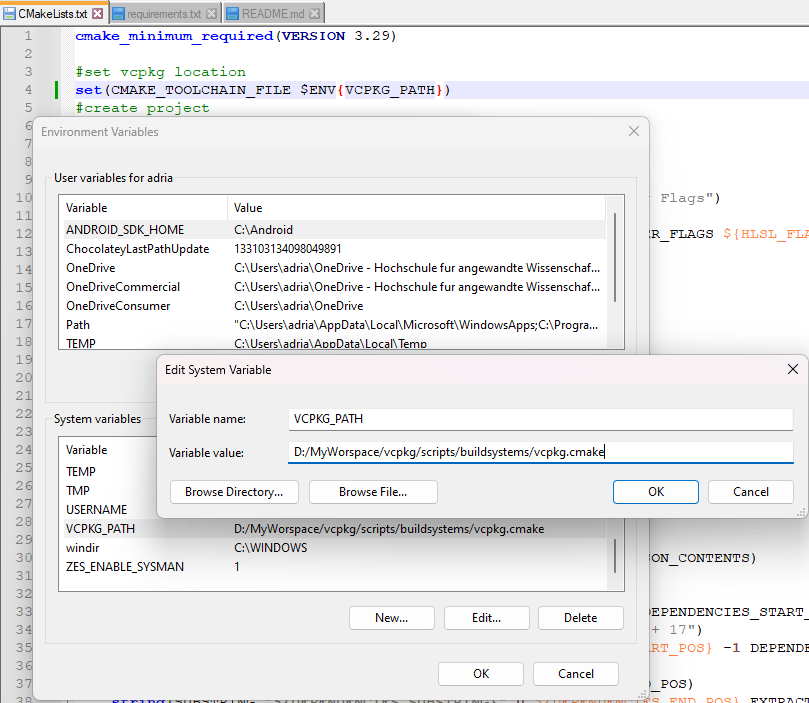 CMakeLists.txt requirements.txt README.md
1 cmake_minimum_required(VERSION 3.29)
2
3 #set vcpkg location
4 set(CMAKE_TOOLCHAIN_FILE $ENV{VCPKG_PATH})
5 #create project
6
7
8
9
10 Flags")
11
12 R_FLAGS ${HLSL_FLA
13
14
15
16
17
18
19
20
21
22
23
24
25
26
27
28
29
30 ON_CONTENTS)
31
32
33 DEPENDENCIES_START_
34 + 17")
35 RT_POS} -1 DEPENDE
36
37 _POS)
38
Environment Variables
User variables for adria
Variable Value
ANDROID_SDK_HOME C:\Android
ChocolateyLastPathUpdate 133103134098049891
OneDrive C:\Users\adria\OneDrive - Hochschule fur angewandte Wissenschaf...
OneDriveCommercial C:\Users\adria\OneDrive - Hochschule fur angewandte Wissenschaf...
OneDriveConsumer C:\Users\adria\OneDrive
Path "C:\Users\adria\AppData\Local\Microsoft\WindowsApps;C:\Progra...
TEMP C:\Users\adria\AppData\Local\Temp
Edit System Variable
Variable name: VCPKG_PATH
Variable value: D:/MyWorspace/vcpkg/scripts/buildsystems/vcpkg.cmake
Browse Directory... Browse File... OK Cancel
System variables
Variable
TEMP
TMP
USERNAME
VCPKG_PATH D:/MyWorspace/vcpkg/scripts/buildsystems/vcpkg.cmake
windir C:\WINDOWS
ZES_ENABLE_SYSMAN 1
New... Edit... Delete
OK Cancel